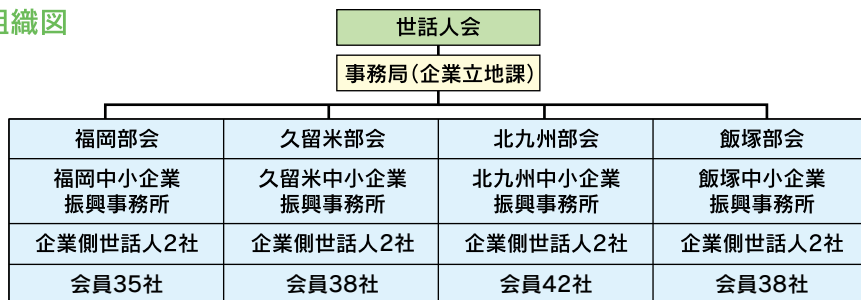 組織図
世話人会
事務局(企業立地課)
福岡部会 久留米部会 北九州部会 飯塚部会
福岡中小企業 久留米中小企業 北九州中小企業 飯塚中小企業
振興事務所 振興事務所 振興事務所 振興事務所
企業側世話人2社 企業側世話人2社 企業側世話人2社 企業側世話人2社
会員35社 会員38社 会員42社 会員38社